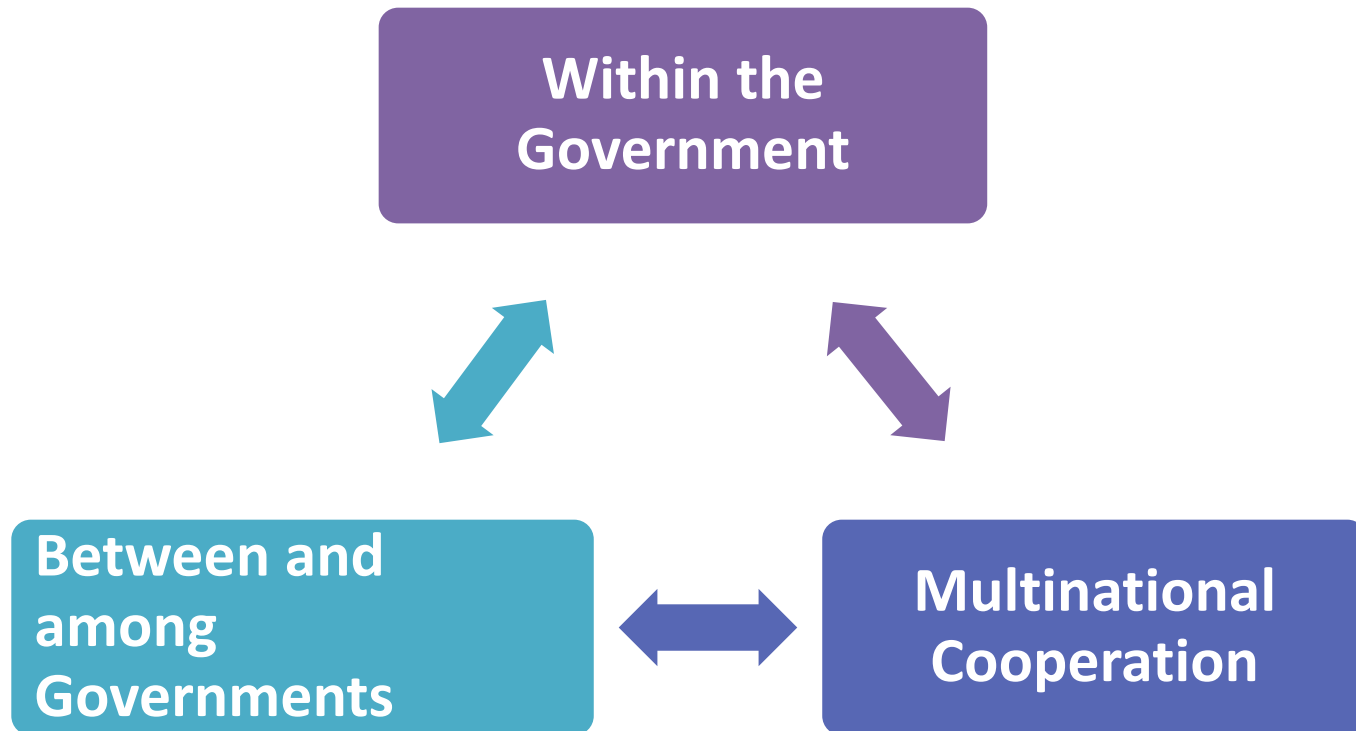 Within the
Government
Between and
among
Governments
Multinational
Cooperation